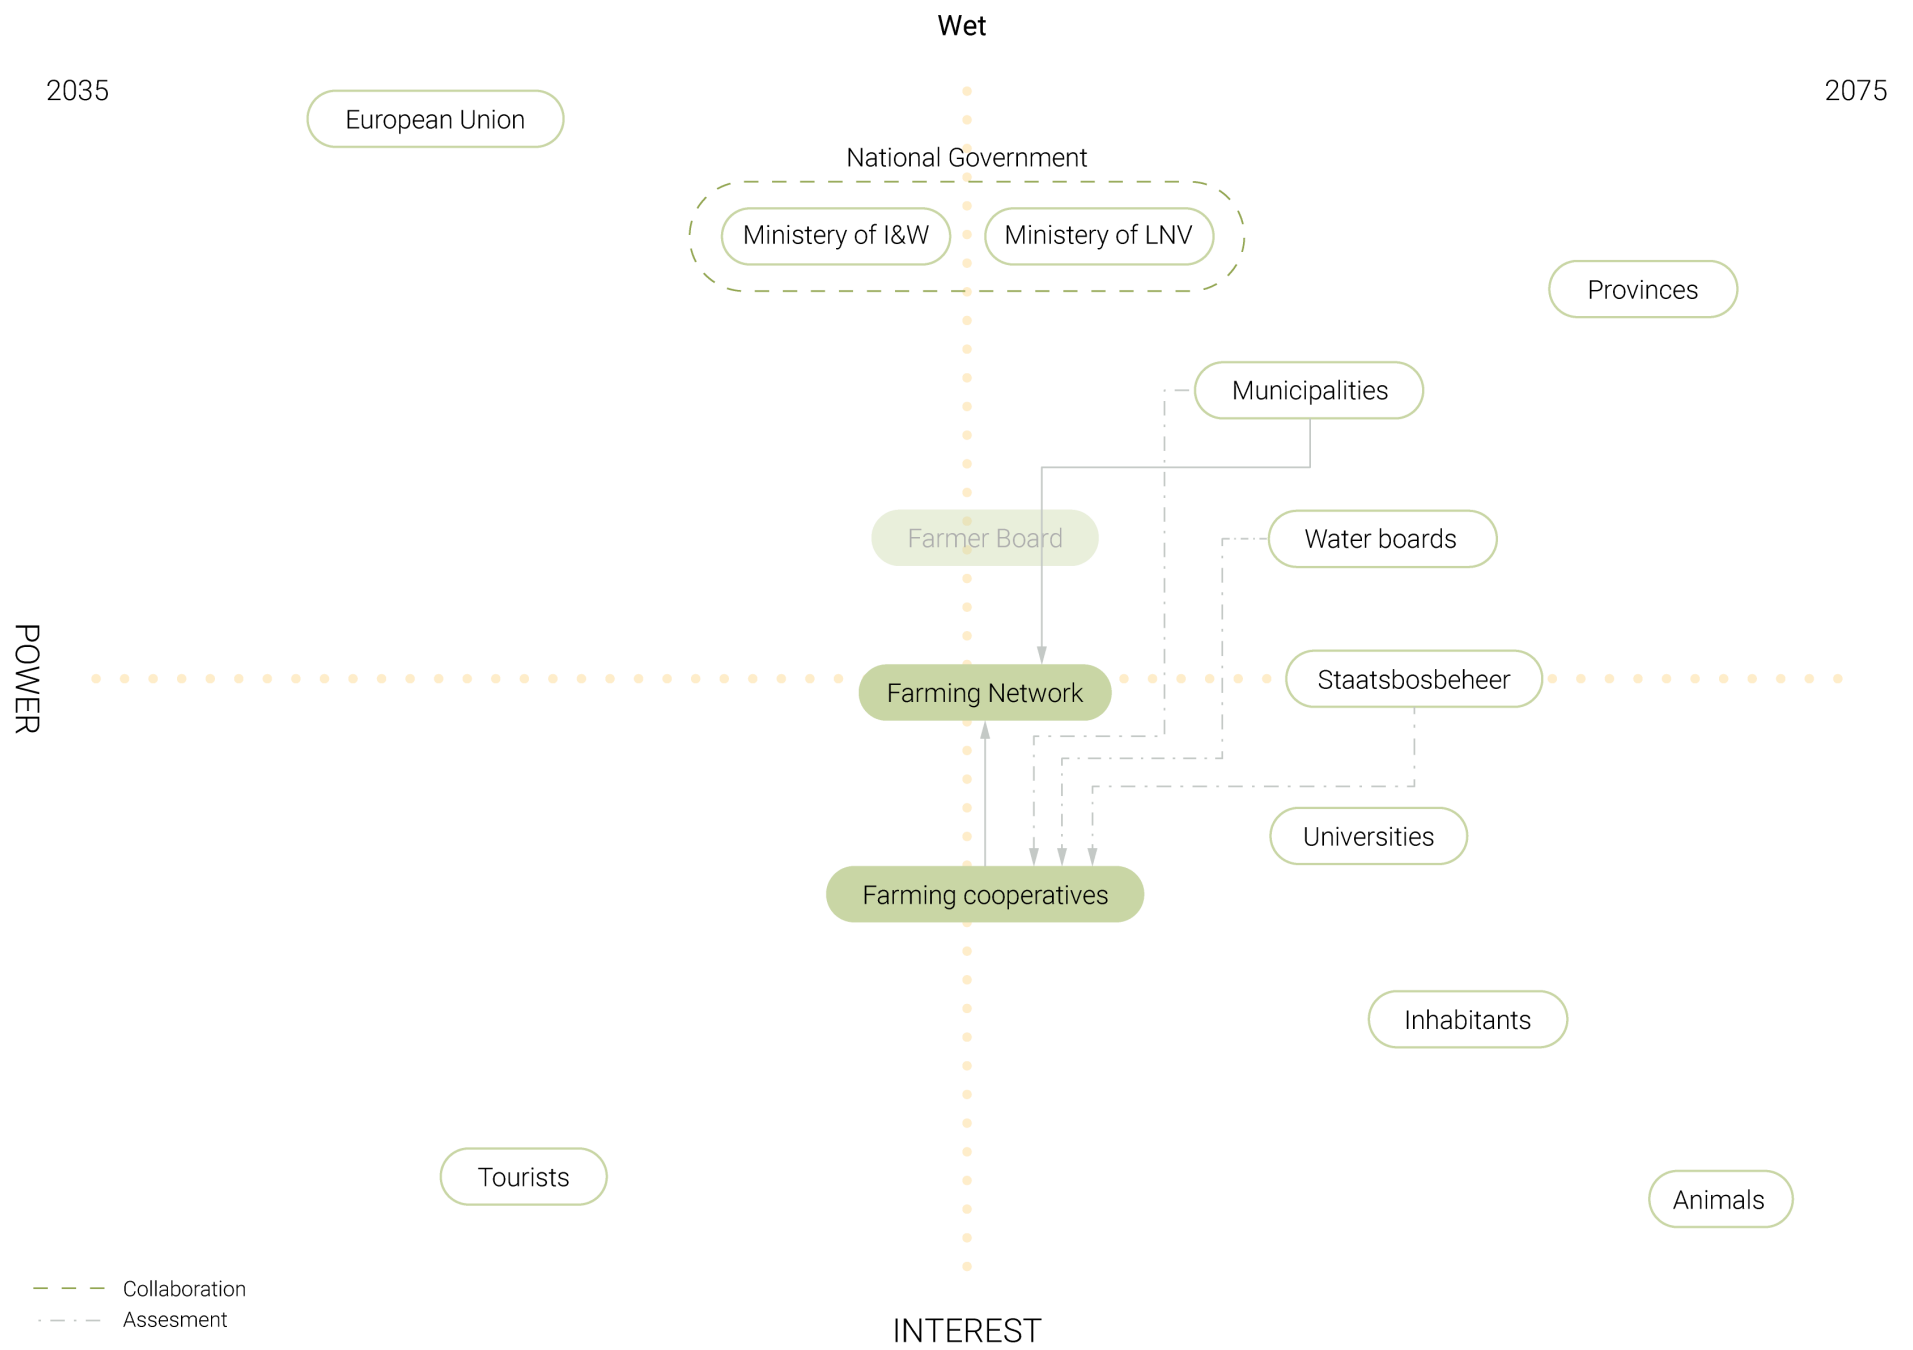 Wet
2035
2075
European Union
National Government
Ministery of I&W
Ministery of LNV
Provinces
Municipalities
Farmer Board
Water boards
POWER
Farming Network
Staatsbosbeheer
Universities
Farming cooperatives
Inhabitants
Tourists
Animals
Collaboration
Assesment
INTEREST